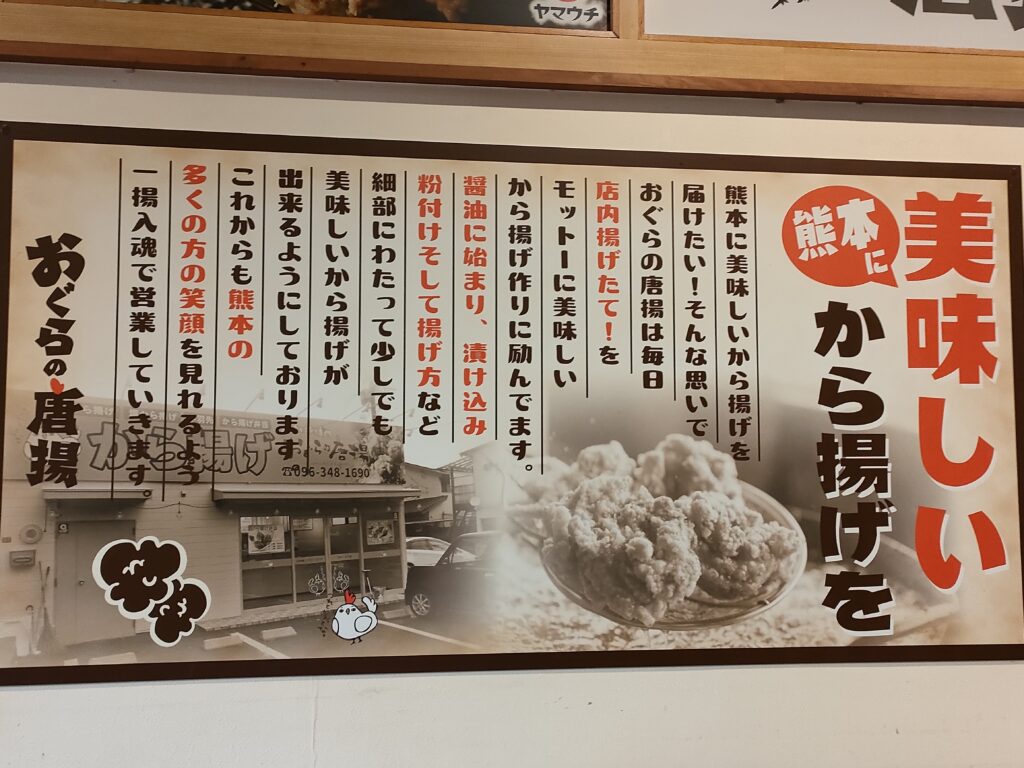 ヤマウチ
美味しい
熊本に
から揚げを
熊本に美味しいから揚げを
届けたい！そんな思いで
おぐらの唐揚は毎日
店内揚げたて！を
モットーに美味しい
から揚げ作りに励んでます。
醤油に始まり、漬け込み
粉付けそして揚げ方など
細部にわたって少しでも
美味しいから揚げが
出来るようにしております。
これからも熊本の
多くの方の笑顔を見れるよう
一揚入魂で営業していきます。
おぐらの唐揚
から揚げ
☎096-348-1690